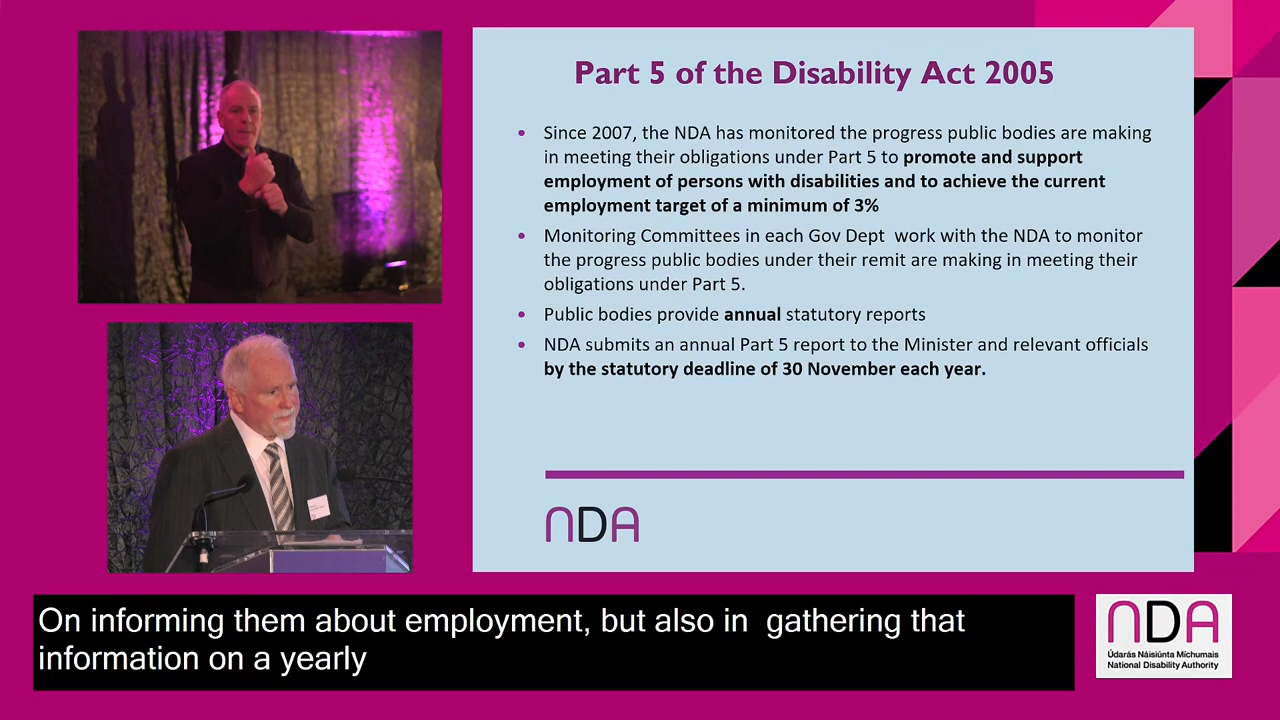 Part 5 of the Disability Act 2005
• Since 2007, the NDA has monitored the progress public bodies are making
in meeting their obligations under Part 5 to promote and support
employment of persons with disabilities and to achieve the current
employment target of a minimum of 3%
• Monitoring Committees in each Gov Dept  work with the NDA to monitor
the progress public bodies under their remit are making in meeting their
obligations under Part 5.
• Public bodies provide annual statutory reports
• NDA submits an annual Part 5 report to the Minister and relevant officials
by the statutory deadline of 30 November each year.
NDA
On informing them about employment, but also in  gathering that
information on a yearly
NDA
Údarás Náisiúnta Míchumais
National Disability Authority